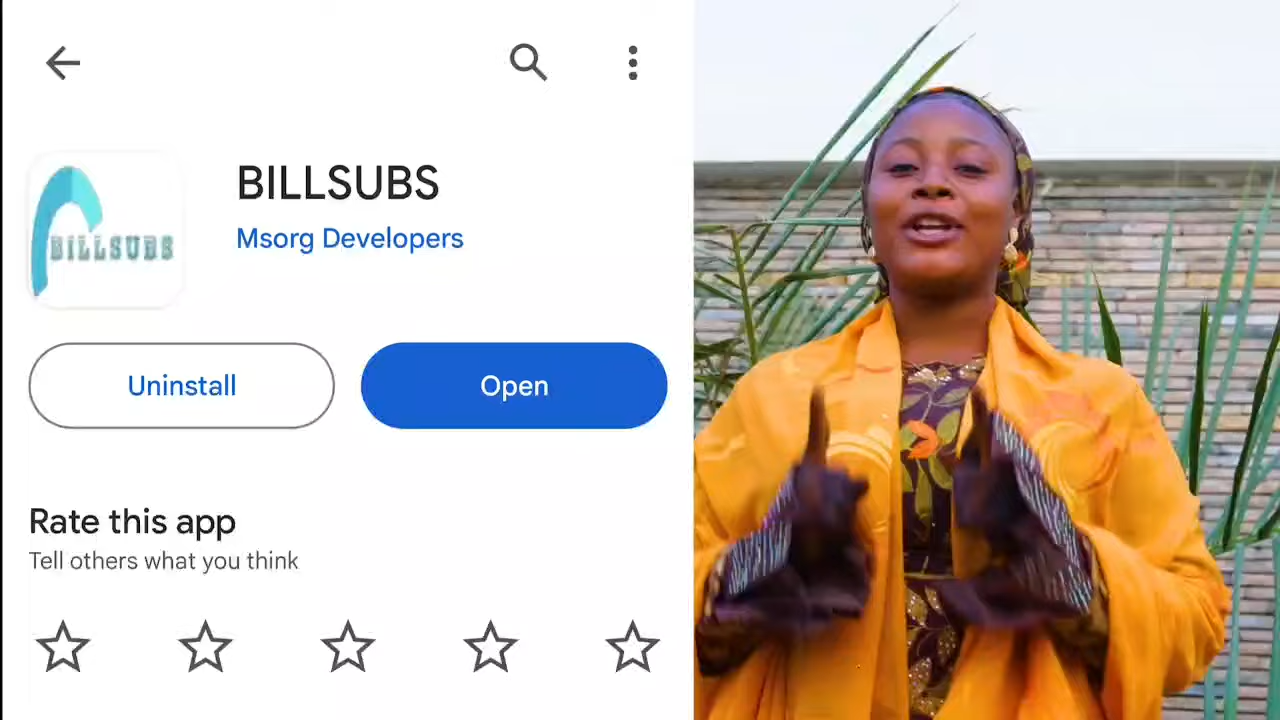 BILLSUBS
BILLSUBS
Msorg Developers
Uninstall
Open
Rate this app
Tell others what you think